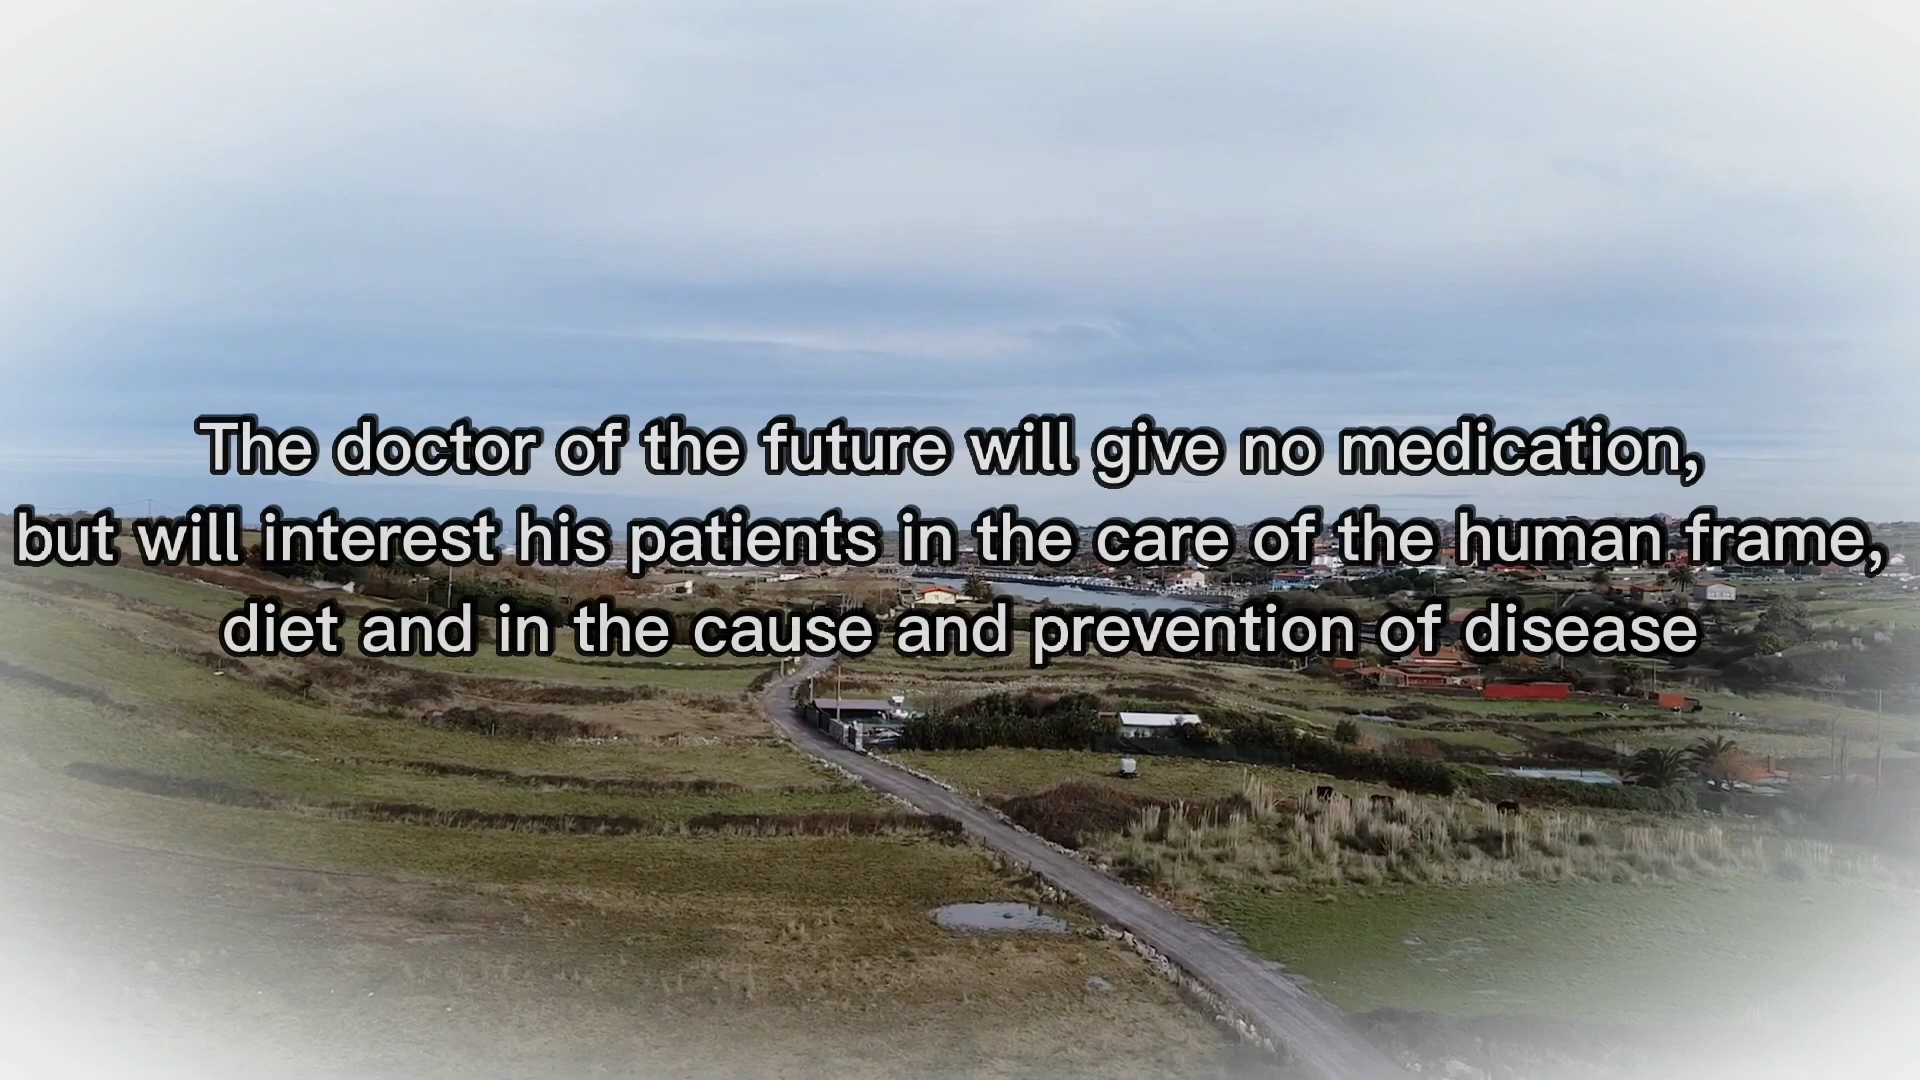 The doctor of the future will give no medication,
but will interest his patients in the care of the human frame,
diet and in the cause and prevention of disease